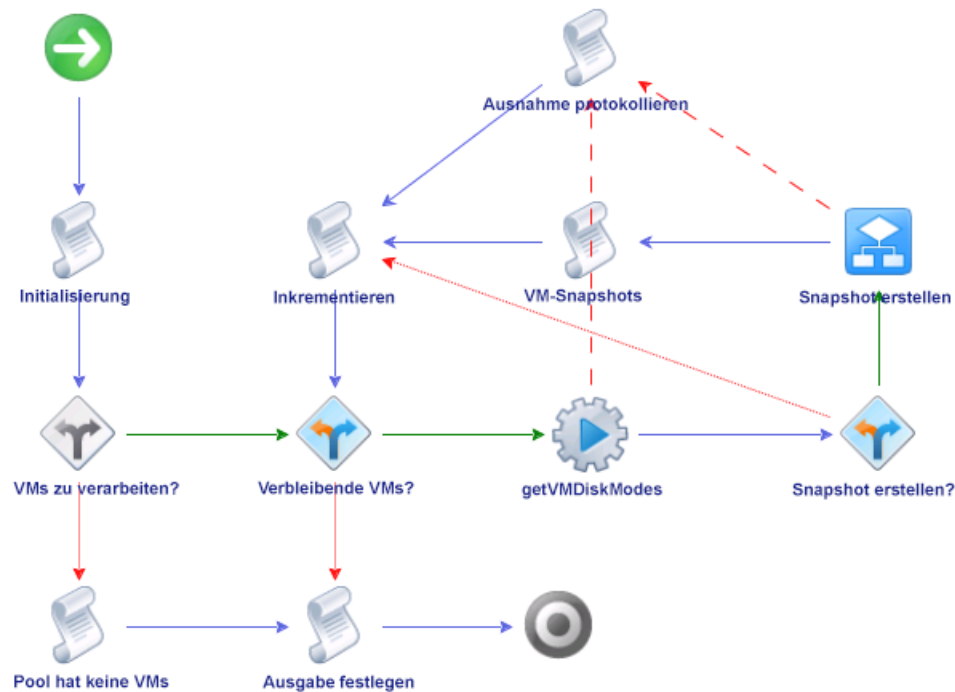 Ausnahme protokollieren
Initialisierung
Inkrementieren
VM-Snapshots
Snapshot erstellen
VMs zu verarbeiten?
Verbleibende VMs?
getVMDiskModes
Snapshot erstellen?
Pool hat keine VMs
Ausgabe festlegen